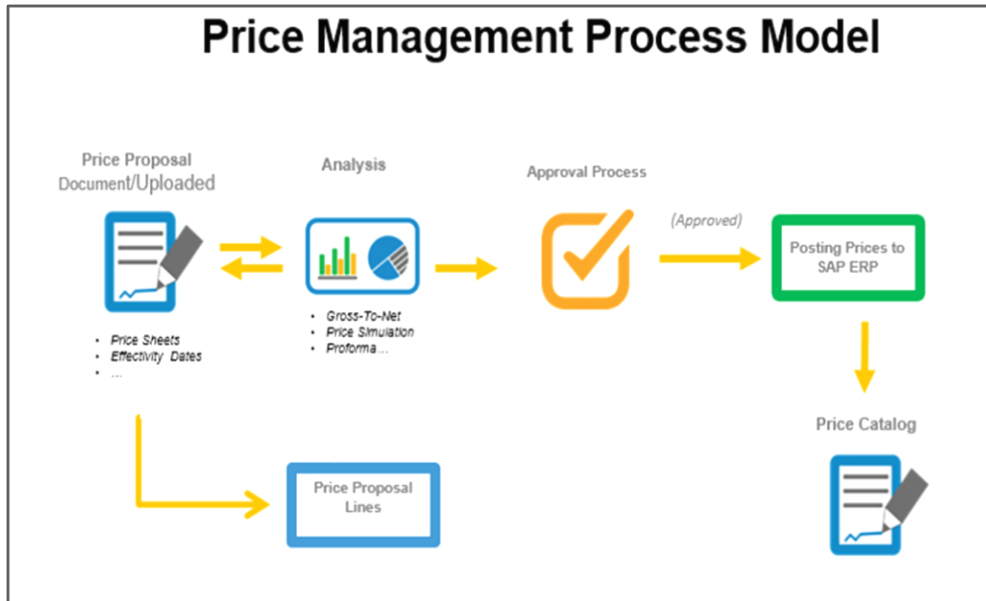 Price Management Process Model
Price Proposal
Document/Uploaded
Analysis
Approval Process
(Approved)
Posting Prices to
SAP ERP
• Price Sheets
• Effectivity Dates
• ...
• Gross-To-Net
• Price Simulation
• Proforma...
Price Catalog
Price Proposal
Lines